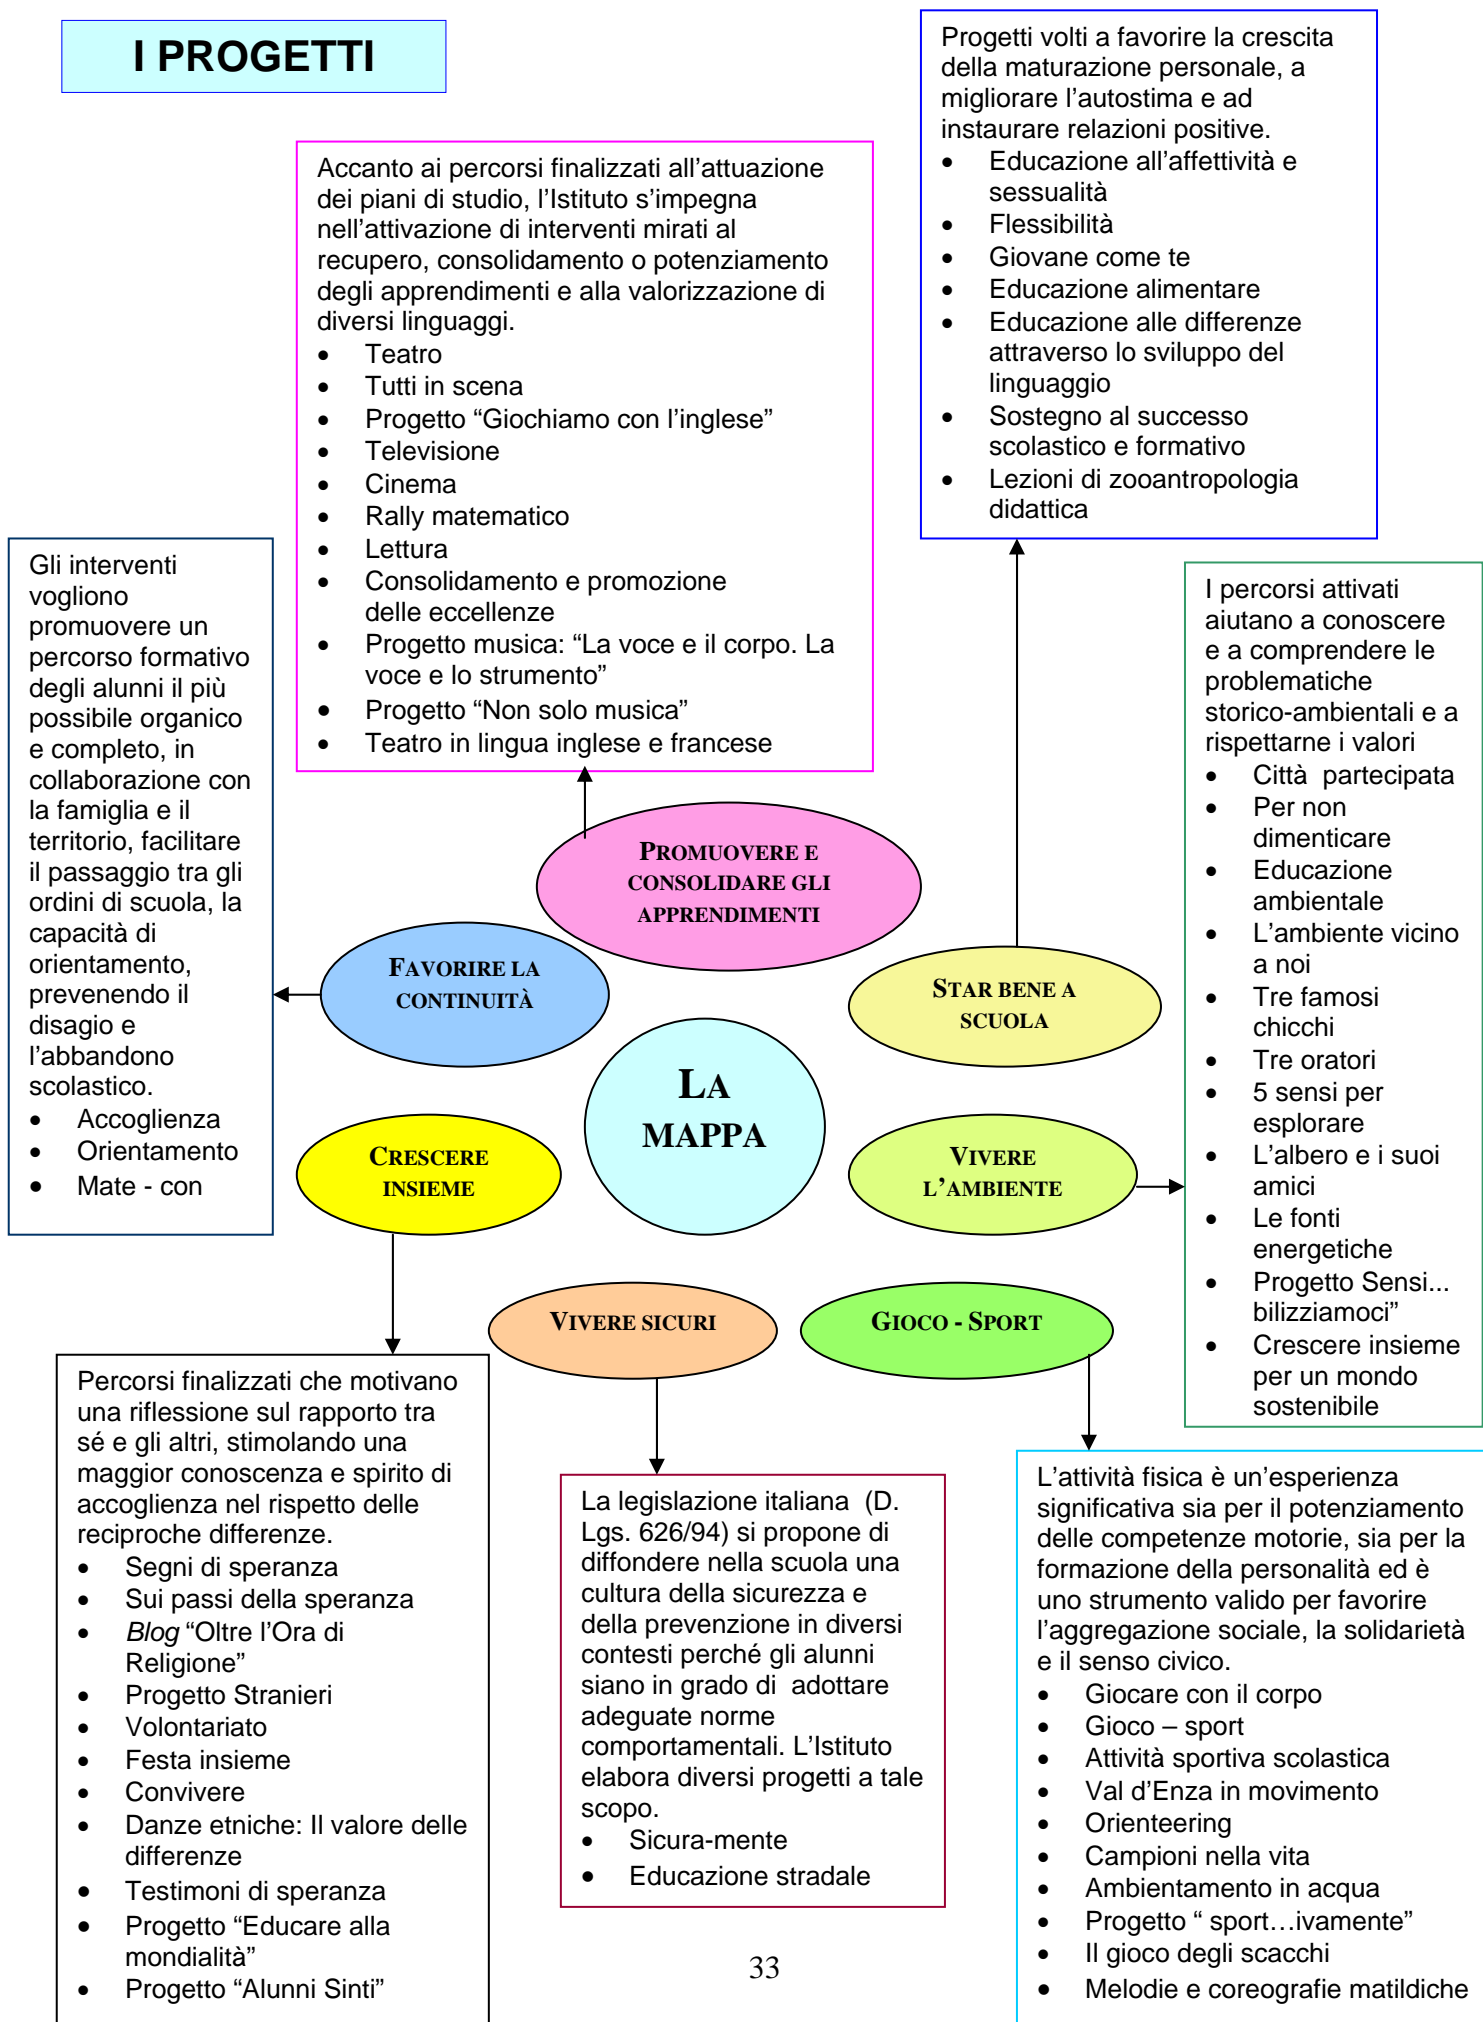 I PROGETTI
Progetti volti a favorire la crescita
della maturazione personale, a
migliorare l’autostima e ad
instaurare relazioni positive.
• Educazione all’affettività e
sessualità
• Flessibilità
• Giovane come te
• Educazione alimentare
• Educazione alle differenze
attraverso lo sviluppo del
linguaggio
• Sostegno al successo
scolastico e formativo
• Lezioni di zooantropologia
didattica
Accanto ai percorsi finalizzati all’attuazione
dei piani di studio, l’Istituto s’impegna
nell’attivazione di interventi mirati al
recupero, consolidamento o potenziamento
degli apprendimenti e alla valorizzazione di
diversi linguaggi.
• Teatro
• Tutti in scena
• Progetto “Giochiamo con l’inglese”
• Televisione
• Cinema
• Rally matematico
• Lettura
• Consolidamento e promozione
delle eccellenze
• Progetto musica: “La voce e il corpo. La
voce e lo strumento”
• Progetto “Non solo musica”
• Teatro in lingua inglese e francese
Gli interventi
vogliono
promuovere un
percorso formativo
degli alunni il più
possibile organico
e completo, in
collaborazione con
la famiglia e il
territorio, facilitare
il passaggio tra gli
ordini di scuola, la
capacità di
orientamento,
prevenendo il
disagio e
l’abbandono
scolastico.
• Accoglienza
• Orientamento
• Mate - con
I percorsi attivati
aiutano a conoscere
e a comprendere le
problematiche
storico-ambientali e a
rispettarne i valori
• Città  partecipata
• Per non
dimenticare
• Educazione
ambientale
• L’ambiente vicino
a noi
• Tre famosi
chicchi
• Tre oratori
• 5 sensi per
esplorare
• L’albero e i suoi
amici
• Le fonti
energetiche
• Progetto Sensi...
bilizziamoci”
• Crescere insieme
per un mondo
sostenibile
PROMUOVERE E
CONSOLIDARE GLI
APPRENDIMENTI
FAVORIRE LA
CONTINUITÀ
STAR BENE A
SCUOLA
LA
MAPPA
CRESCERE
INSIEME
VIVERE
L’AMBIENTE
VIVERE SICURI
GIOCO - SPORT
Percorsi finalizzati che motivano
una riflessione sul rapporto tra
sé e gli altri, stimolando una
maggior conoscenza e spirito di
accoglienza nel rispetto delle
reciproche differenze.
• Segni di speranza
• Sui passi della speranza
• Blog “Oltre l’Ora di
Religione”
• Progetto Stranieri
• Volontariato
• Festa insieme
• Convivere
• Danze etniche: Il valore delle
differenze
• Testimoni di speranza
• Progetto “Educare alla
mondialità”
• Progetto “Alunni Sinti”
La legislazione italiana  (D.
Lgs. 626/94) si propone di
diffondere nella scuola una
cultura della sicurezza e
della prevenzione in diversi
contesti perché gli alunni
siano in grado di  adottare
adeguate norme
comportamentali. L’Istituto
elabora diversi progetti a tale
scopo.
• Sicura-mente
• Educazione stradale
L’attività fisica è un’esperienza
significativa sia per il potenziamento
delle competenze motorie, sia per la
formazione della personalità ed è
uno strumento valido per favorire
l’aggregazione sociale, la solidarietà
e il senso civico.
• Giocare con il corpo
• Gioco – sport
• Attività sportiva scolastica
• Val d’Enza in movimento
• Orienteering
• Campioni nella vita
• Ambientamento in acqua
• Progetto “ sport…ivamente”
• Il gioco degli scacchi
• Melodie e coreografie matildiche
33